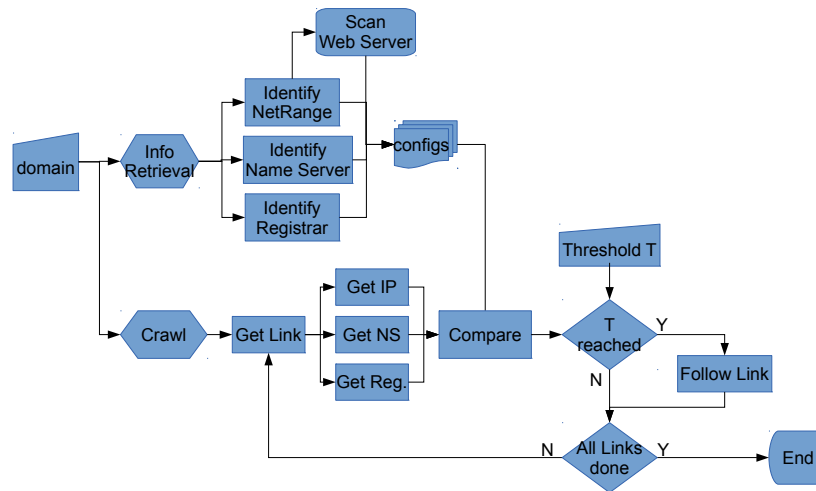 Scan
Web Server
Identify
NetRange
domain
Info
Retrieval
Identify
Name Server
configs
Identify
Registrar
Threshold T
Get IP
Crawl
Get Link
Get NS
Compare
T
reached
Y
Get Reg.
N
Follow Link
N
All Links
done
Y
End